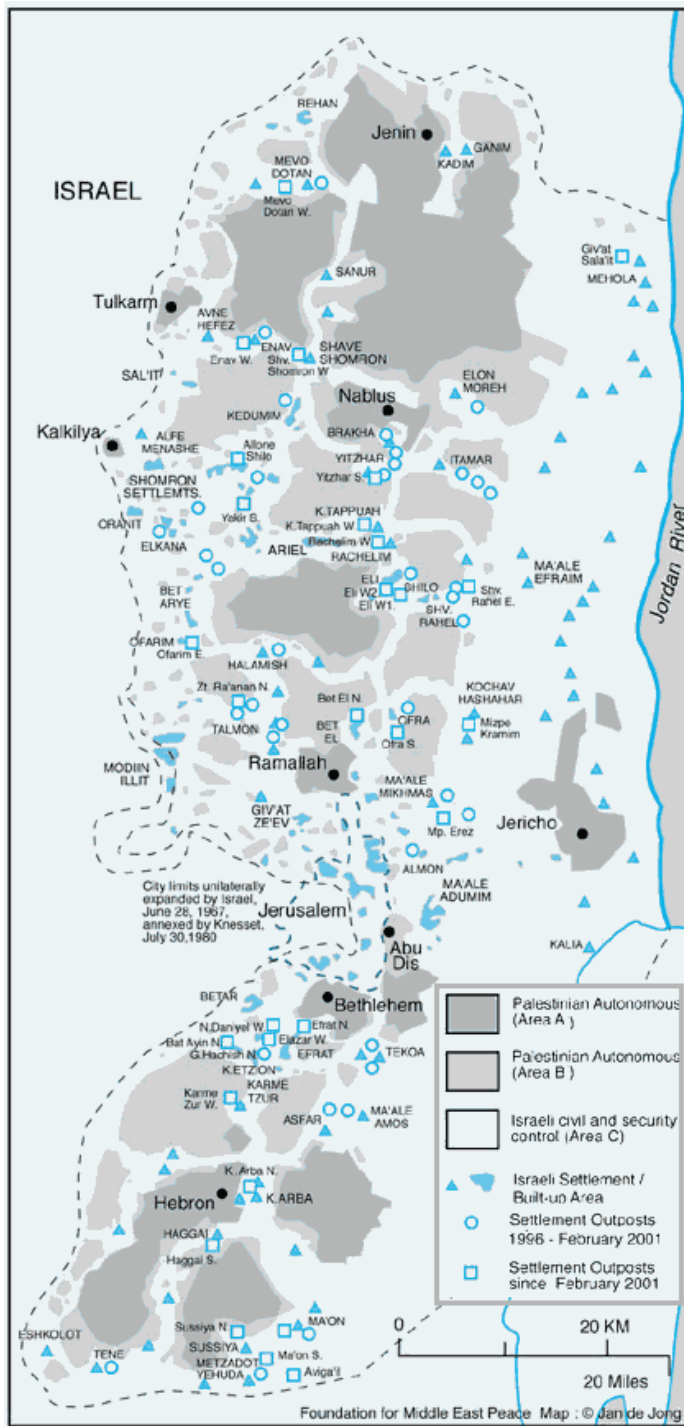 REHAN
Jenin
GANIM
KADIM
MEVO
DOTAN
Mevo
Dotan W.
ISRAEL
Giv'at
Sala'it
MEHOLA
SANUR
Tulkarm
AVNE
HEFEZ
ENAV
Enav W.
Shv.
Shomron W
SHAVE
SHOMRON
SAL'IT
ELON
MOREH
Nablus
KEDUMIM
BRAKHA
Kalkilya
ALFE
MENASHE
Allone
Shilo
YITZHAR
Yitzhar S.
ITAMAR
SHOMRON
SETTLEMTS.
Yakir S.
ORANIT
ELKANA
K.TAPPUAH
K.Tappuah W
Rachelim W
RACHELIM
ARIEL
MA'ALE
EFRAIM
Jordan River
BET
ARYE
ELI
Eli W2
Eli W1.
SHILO
SHV.
RAHEL
Shv.
Rahel E.
OFARIM
Ofarim E.
HALAMISH
Zt. Ra'anan N.
TALMON
Bet El N.
BET
EL
OFRA
Ofra S.
KOCHAV
HASHAHAR
Mizpe
Kramim
MODIIN
ILLIT
Ramallah
GIV'AT
ZE'EV
MA'ALE
MIKHMAS
Mp. Erez
Jericho
ALMON
City limits unilaterally
expanded by Israel,
June 28, 1967,
annexed by Knesset,
July 30,1980
Jerusalem
MA'ALE
ADUMIM
Abu
Dis
KALIA
BETAR
Bethlehem
N.Daniyel W.
Efrat N.
Bat Ayin N
Elazar W.
G.Hachish N
EFRAT
TEKOA
K.ETZION
KARME
TZUR
Karme
Zur W.
ASFAR
MA'ALE
AMOS
K. Arba N.
K.ARBA
Hebron
HAGGAI
Haggai S.
Sussiya N.
MA'ON
ESHKOLOT
TENE
SUSSIYA
METZADOT
YEHUDA
Ma'on S.
Aviga'il
Palestinian Autonomous
(Area A)
Palestinian Autonomous
(Area B)
Israeli civil and security
control (Area C)
Israeli Settlement /
Built-up Area
Settlement Outposts
1996 - February 2001
Settlement Outposts
since February 2001
0
20 KM
20 Miles
Foundation for Middle East Peace Map : © Jan de Jong